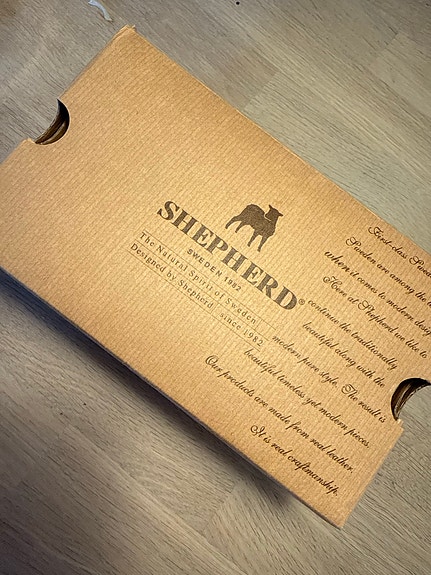 SHEPHERD®
SWEDEN 1982
The Natural Spirit of Sweden
Designed by Shepherd, since 1982
First class Swed
Sweden are among the
when it comes to modern desig
Here at Shepherd we like to
continue the traditionally
beautiful along with the
modern pure style. The result is
beautiful timeless yet modern pieces.
Our products are made from real leather.
It is real craftmanship.